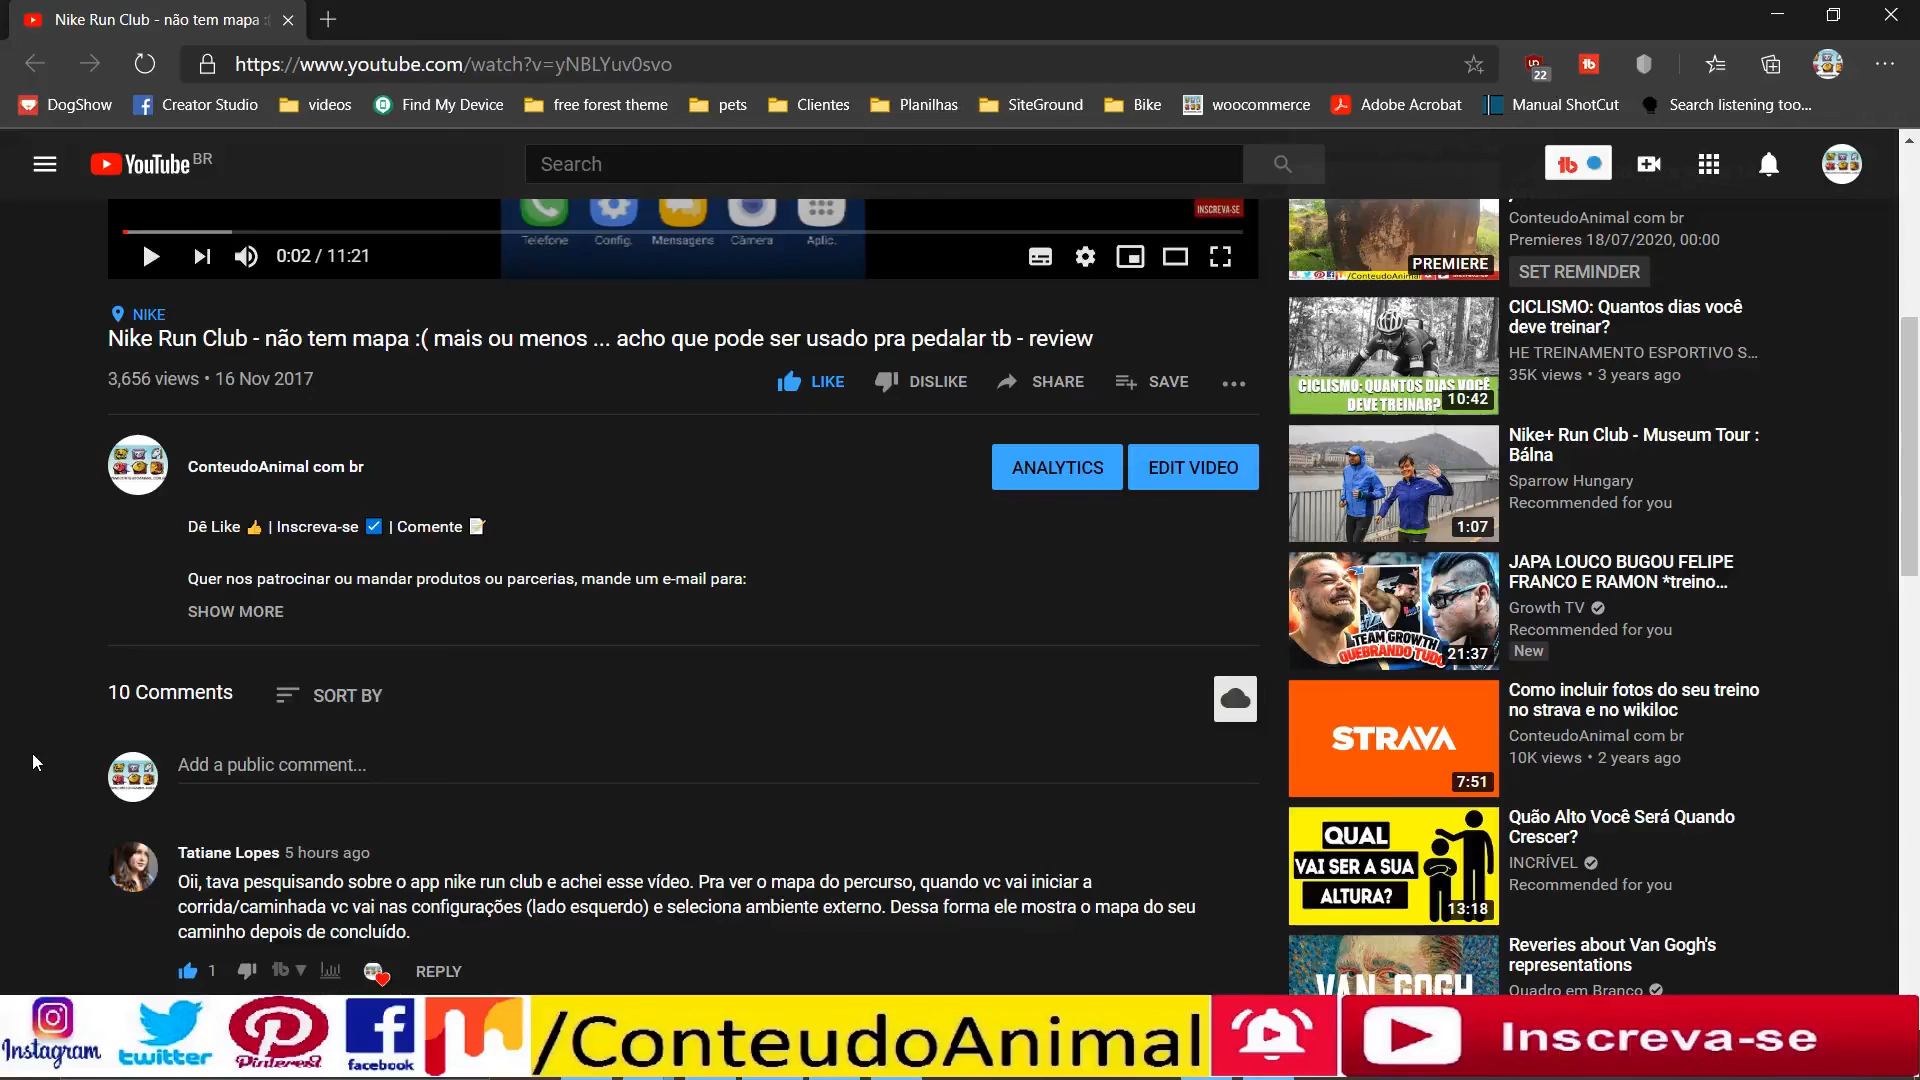 Nike Run Club - não tem mapa :
https://www.youtube.com/watch?v=yNBLYuv0svo
22
DogShow
Creator Studio
videos
Find My Device
free forest theme
pets
Clientes
Planilhas
SiteGround
Bike
woocommerce
Adobe Acrobat
Manual ShotCut
Search listening too...
YouTube BR
Search
Telefone
Config.
Mensagens
Câmera
Aplic.
INSCREVA-SE
0:02 / 11:21
NIKE
Nike Run Club - não tem mapa :( mais ou menos ... acho que pode ser usado pra pedalar tb - review
3,656 views • 16 Nov 2017
LIKE
DISLIKE
SHARE
SAVE
ConteudoAnimal com br
ANALYTICS
EDIT VIDEO
Dê Like 👍 | Inscreva-se ☑️ | Comente 📝
Quer nos patrocinar ou mandar produtos ou parcerias, mande um e-mail para:
SHOW MORE
10 Comments
SORT BY
Add a public comment...
Tatiane Lopes 5 hours ago
Oii, tava pesquisando sobre o app nike run club e achei esse vídeo. Pra ver o mapa do percurso, quando vc vai iniciar a
corrida/caminhada vc vai nas configurações (lado esquerdo) e seleciona ambiente externo. Dessa forma ele mostra o mapa do seu
caminho depois de concluído.
1
tb
REPLY
ConteudoAnimal com br
Premieres 18/07/2020, 00:00
PREMIERE
/ConteudoAnimal
SET REMINDER
CICLISMO: QUANTOS DIAS VOCÊ
DEVE TREINAR?
10:42
CICLISMO: Quantos dias você
deve treinar?
HE TREINAMENTO ESPORTIVO S...
35K views • 3 years ago
1:07
Nike+ Run Club - Museum Tour :
Bálna
Sparrow Hungary
Recommended for you
TEAM GROWTH
QUEBRANDO TUDO
21:37
JAPA LOUCO BUGOU FELIPE
FRANCO E RAMON *treino...
Growth TV
Recommended for you
New
STRAVA
7:51
Como incluir fotos do seu treino
no strava e no wikiloc
ConteudoAnimal com br
10K views • 2 years ago
QUAL
VAI SER A SUA
ALTURA?
13:18
Quão Alto Você Será Quando
Crescer?
INCRÍVEL
Recommended for you
VAN GOGH
Reveries about Van Gogh's
representations
Quadro em Branco
Instagram
twitter
Pinterest
facebook
/ConteudoAnimal
Inscreva-se